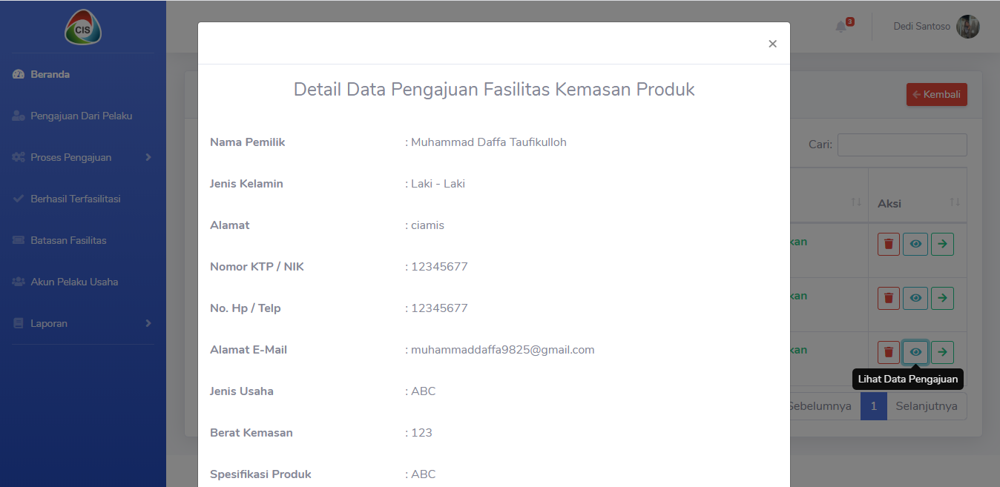 CIS
Beranda
Pengajuan Dari Pelaku
Proses Pengajuan
Berhasil Terfasilitasi
Batasan Fasilitas
Akun Pelaku Usaha
Laporan
3
Dedi Santoso
×
Detail Data Pengajuan Fasilitas Kemasan Produk
Nama Pemilik : Muhammad Daffa Taufikulloh
Jenis Kelamin : Laki - Laki
Alamat : ciamis
Nomor KTP / NIK : 12345677
No. Hp / Telp : 12345677
Alamat E-Mail : muhammaddaffa9825@gmail.com
Jenis Usaha : ABC
Berat Kemasan : 123
Spesifikasi Produk : ABC
Kembali
Cari:
Aksi
kan
kan
kan
Lihat Data Pengajuan
Sebelumnya 1 Selanjutnya